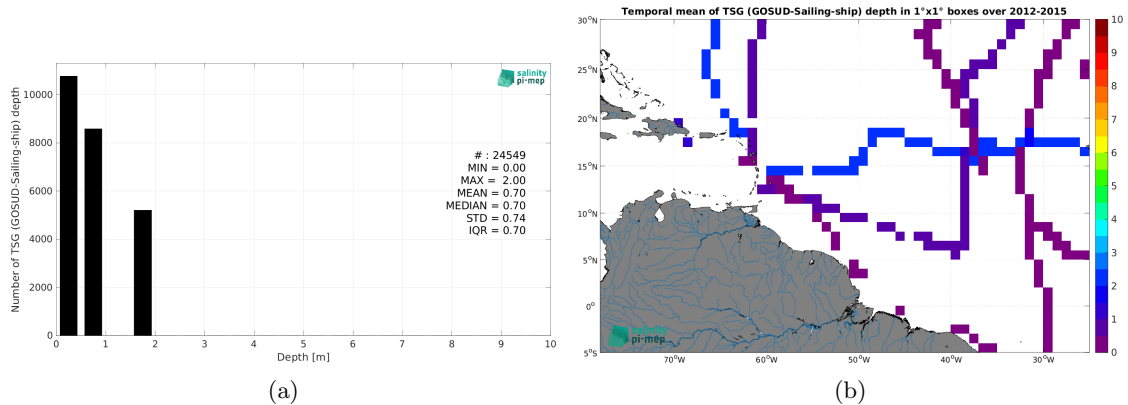 Number of TSG (GOSUD-Sailing-ship) depth
10000
8000
6000
4000
2000
0
salinity
pi-mep
# : 24549
MIN = 0.00
MAX = 2.00
MEAN = 0.70
MEDIAN = 0.70
STD = 0.74
IQR = 0.70
0 1 2 3 4 5 6 7 8 9 10
Depth [m]
(a)
Temporal mean of TSG (GOSUD-Sailing-ship) depth in 1°x1° boxes over 2012-2015
30°N
25°N
20°N
15°N
10°N
5°N
0°
5°S
salinity
pi-mep
70°W 60°W 50°W 40°W 30°W
10
9
8
7
6
5
4
3
2
1
0
(b)